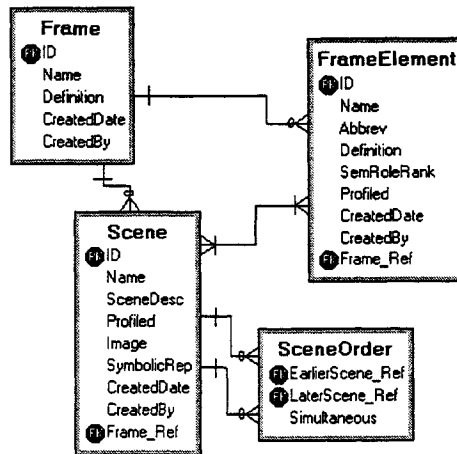 Frame
ID
Name
Definition
CreatedDate
CreatedBy
FrameElement
ID
Name
Abbrev
Definition
SemRoleRank
Profiled
CreatedDate
CreatedBy
Frame_Ref
Scene
ID
Name
SceneDesc
Profiled
Image
SymbolicRep
CreatedDate
CreatedBy
Frame_Ref
SceneOrder
EarlierScene_Ref
LaterScene_Ref
Simultaneous